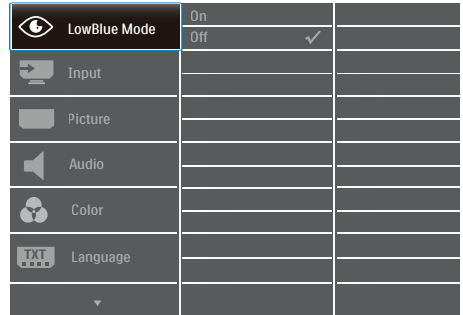 LowBlue Mode
On
Off
Input
Picture
Audio
Color
TXT
Language